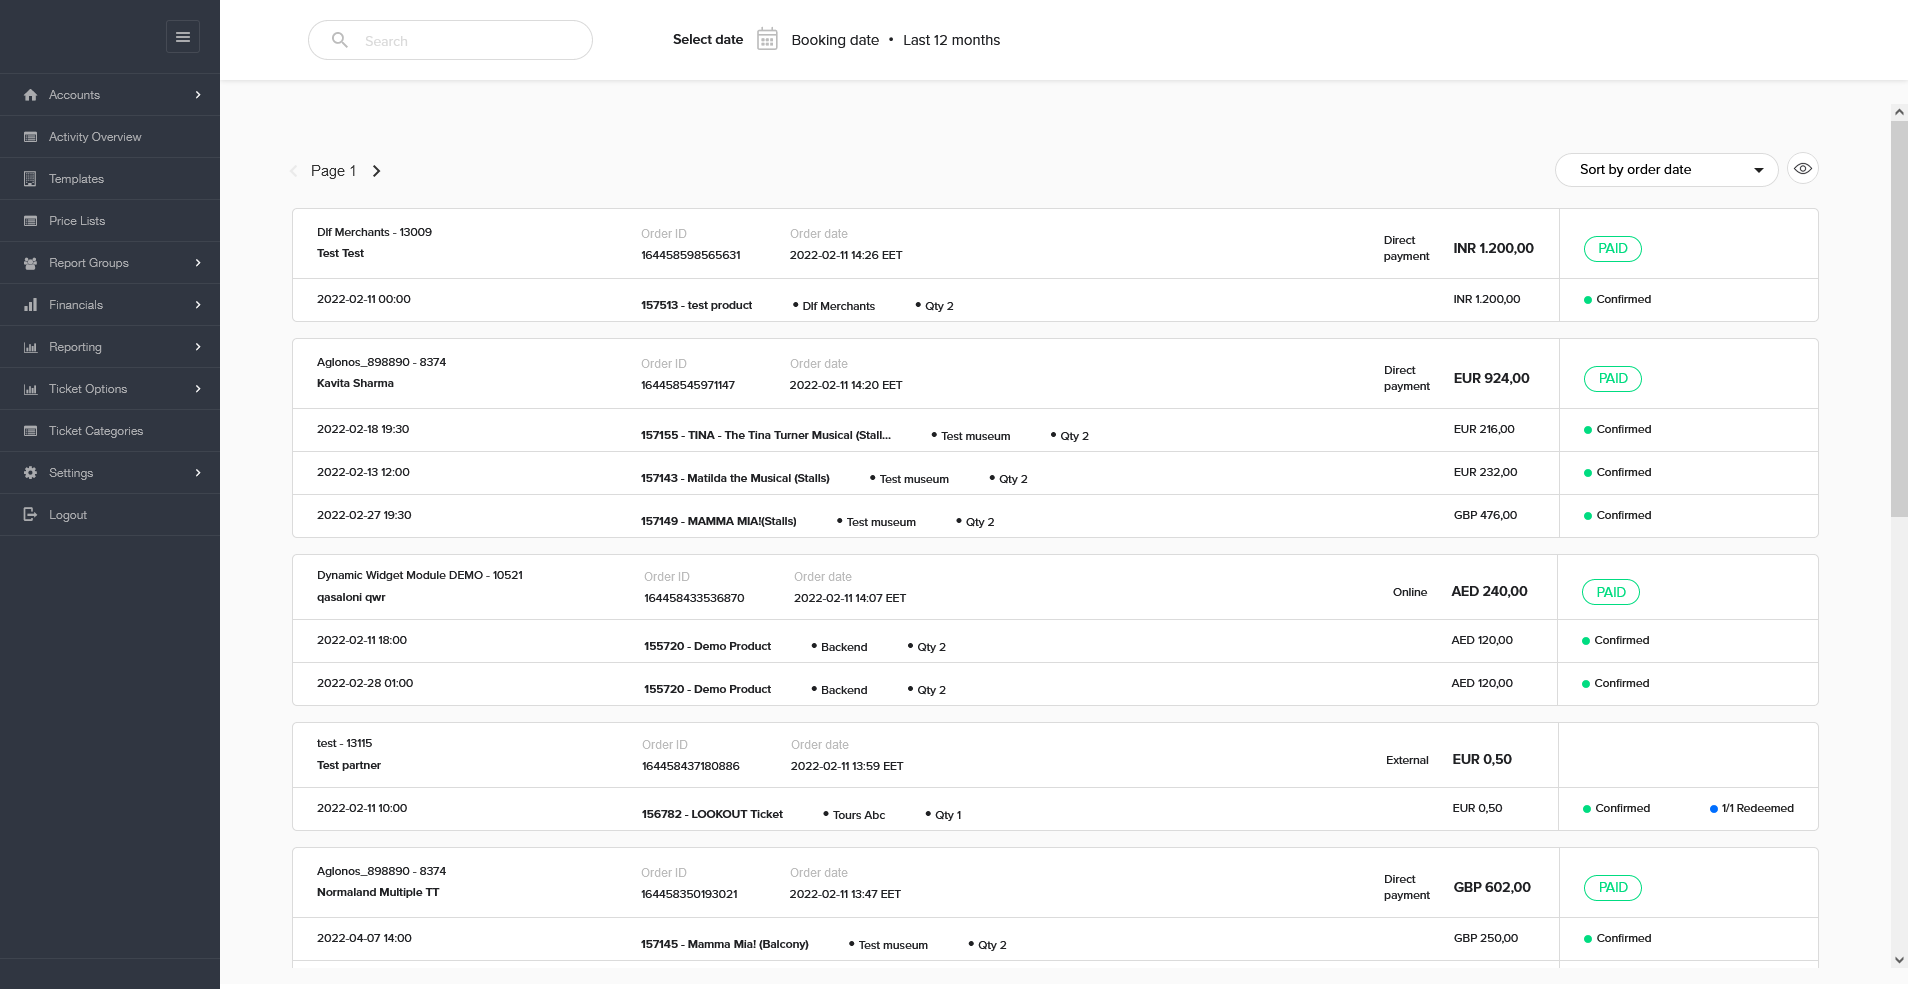 Search
Select date Booking date • Last 12 months
Accounts
Activity Overview
Templates
Price Lists
Report Groups
Financials
Reporting
Ticket Options
Ticket Categories
Settings
Logout
Page 1
Sort by order date
Dlf Merchants - 13009 Order ID Order date Direct payment INR 1.200,00 PAID
Test Test 164458598565631 2022-02-11 14:26 EET
2022-02-11 00:00 157513 - test product • Dlf Merchants • Qty 2 INR 1.200,00 Confirmed
Aglonos_898890 - 8374 Order ID Order date Direct payment EUR 924,00 PAID
Kavita Sharma 164458545971147 2022-02-11 14:20 EET
2022-02-18 19:30 157155 - TINA - The Tina Turner Musical (Stall... • Test museum • Qty 2 EUR 216,00 Confirmed
2022-02-13 12:00 157143 - Matilda the Musical (Stalls) • Test museum • Qty 2 EUR 232,00 Confirmed
2022-02-27 19:30 157149 - MAMMA MIA!(Stalls) • Test museum • Qty 2 GBP 476,00 Confirmed
Dynamic Widget Module DEMO - 10521 Order ID Order date Online AED 240,00 PAID
qasaloni qwr 164458433536870 2022-02-11 14:07 EET
2022-02-11 18:00 155720 - Demo Product • Backend • Qty 2 AED 120,00 Confirmed
2022-02-28 01:00 155720 - Demo Product • Backend • Qty 2 AED 120,00 Confirmed
test - 13115 Order ID Order date External EUR 0,50
Test partner 164458437180886 2022-02-11 13:59 EET
2022-02-11 10:00 156782 - LOOKOUT Ticket • Tours Abc • Qty 1 EUR 0,50 Confirmed 1/1 Redeemed
Aglonos_898890 - 8374 Order ID Order date Direct payment GBP 602,00 PAID
Normaland Multiple TT 164458350193021 2022-02-11 13:47 EET
2022-04-07 14:00 157145 - Mamma Mia! (Balcony) • Test museum • Qty 2 GBP 250,00 Confirmed